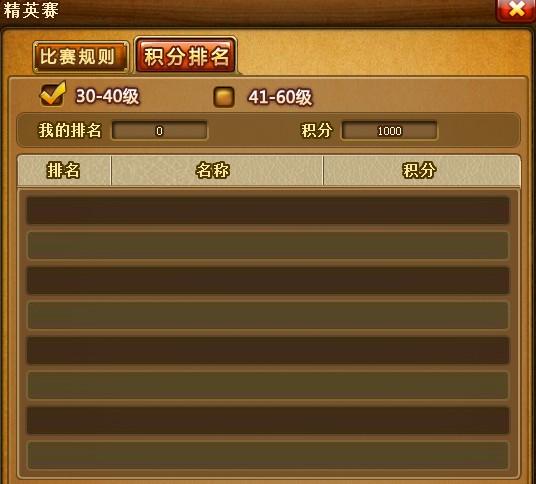 精英赛
比赛规则 积分排名
30-40级 41-60级
我的排名 0 积分 1000
排名 名称 积分